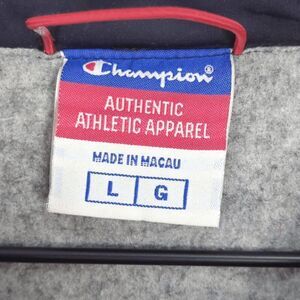 Champion®
AUTHENTIC
ATHLETIC APPAREL
MADE IN MACAU
L G